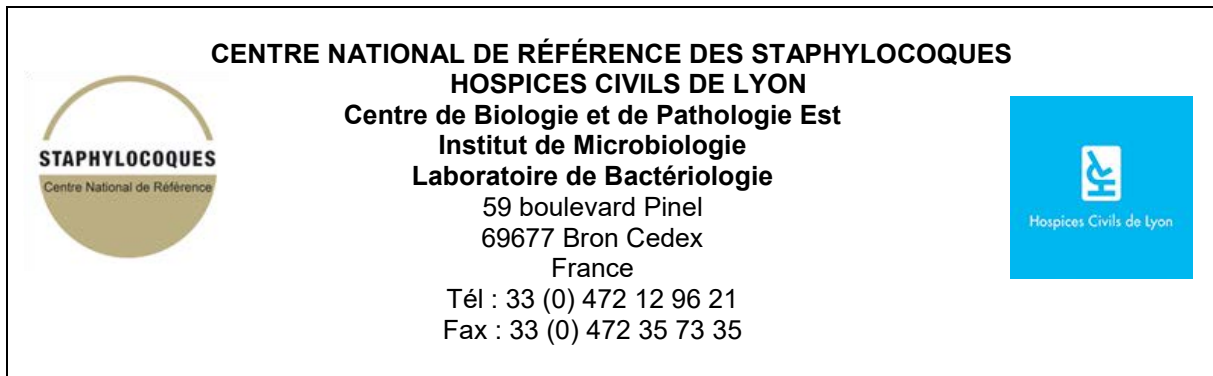 CENTRE NATIONAL DE RÉFÉRENCE DES STAPHYLOCOQUES
HOSPICES CIVILS DE LYON
Centre de Biologie et de Pathologie Est
Institut de Microbiologie
Laboratoire de Bactériologie
59 boulevard Pinel
69677 Bron Cedex
France
Tél : 33 (0) 472 12 96 21
Fax : 33 (0) 472 35 73 35
STAPHYLOCOQUES
Centre National de Référence
Hospices Civils de Lyon